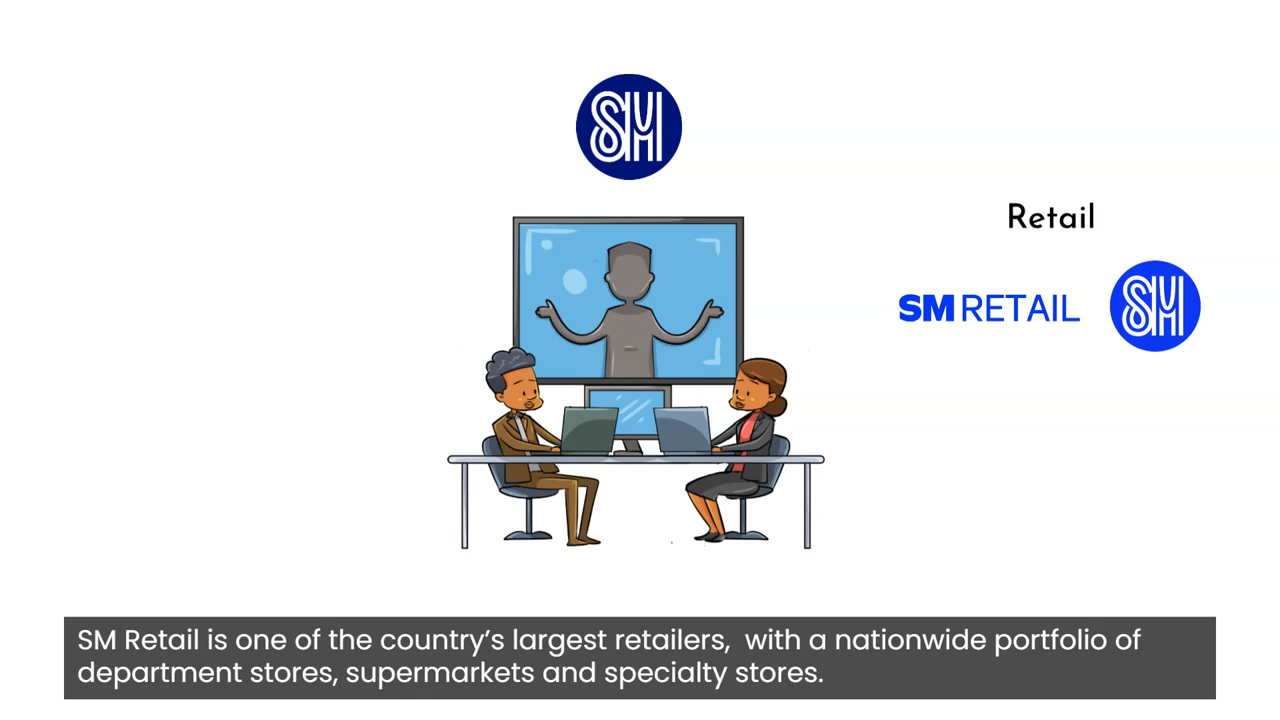 SM
Retail
SM RETAIL SM
SM Retail is one of the country's largest retailers,  with a nationwide portfolio of
department stores, supermarkets and specialty stores.